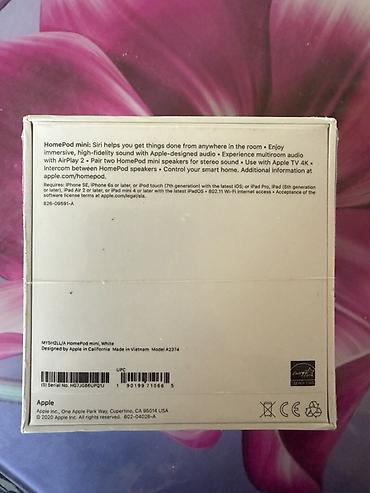 HomePod mini: Siri helps you get things done from anywhere in the room • Enjoy
immersive, high-fidelity sound with Apple-designed audio • Experience multiroom audio
with AirPlay 2 • Pair two HomePod mini speakers for stereo sound • Use with Apple TV 4K •
Intercom between HomePod speakers • Control your smart home. Additional information at
apple.com/homepod.
Requires: iPhone SE, iPhone 6s or later, or iPod touch (7th generation) with the latest iOS; or iPad Pro, iPad (5th generation
or later), iPad Air 2 or later, or iPad mini 4 or later with the latest iPadOS • 802.11 Wi-Fi internet access • Acceptance of the
software license terms at apple.com/legal/sla.
826-09591-A
MY5H2LL/A HomePod mini, White
Designed by Apple in California Made in Vietnam Model A2374
UPC
(S) Serial No.
1 90199 71066 5
Apple
Apple Inc., One Apple Park Way, Cupertino, CA 95014 USA
© 2020 Apple Inc. All rights reserved. 602-04026-A
CE